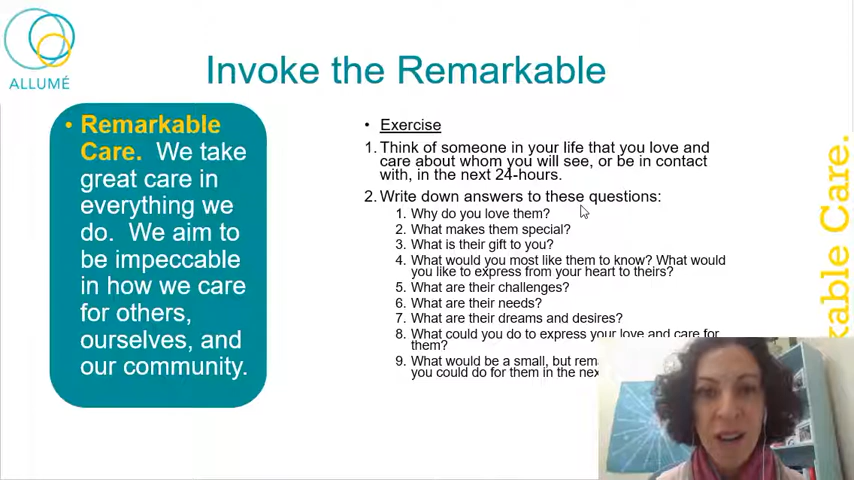 ALLUMÉ
Invoke the Remarkable
• Remarkable
Care. We take
great care in
everything we
do. We aim to
be impeccable
in how we care
for others,
ourselves, and
our community.
• Exercise
1. Think of someone in your life that you love and
care about whom you will see, or be in contact
with, in the next 24-hours.
2. Write down answers to these questions:
1. Why do you love them?
2. What makes them special?
3. What is their gift to you?
4. What would you most like them to know? What would
you like to express from your heart to theirs?
5. What are their challenges?
6. What are their needs?
7. What are their dreams and desires?
8. What could you do to express your love and care for
them?
9. What would be a small, but
you could do for them in the
Care.